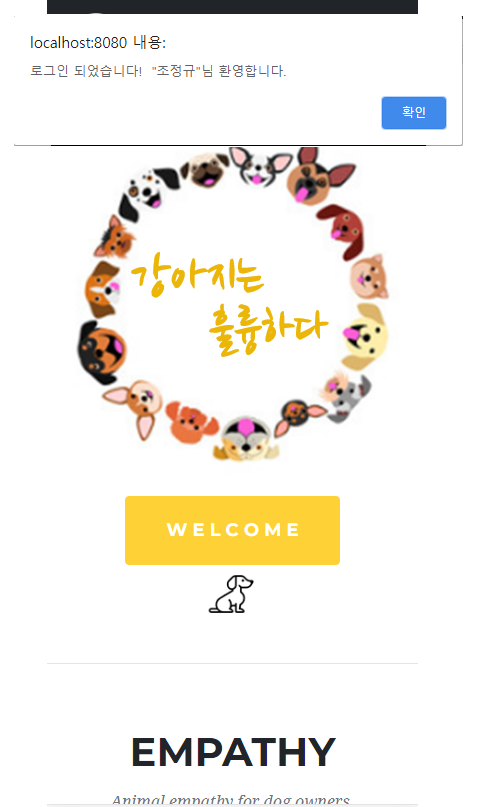 localhost:8080 내용:
로그인 되었습니다! "조정규"님 환영합니다.
확인
강아지는
훌륭하다
WELCOME
EMPATHY
Animal empathy for dog owners